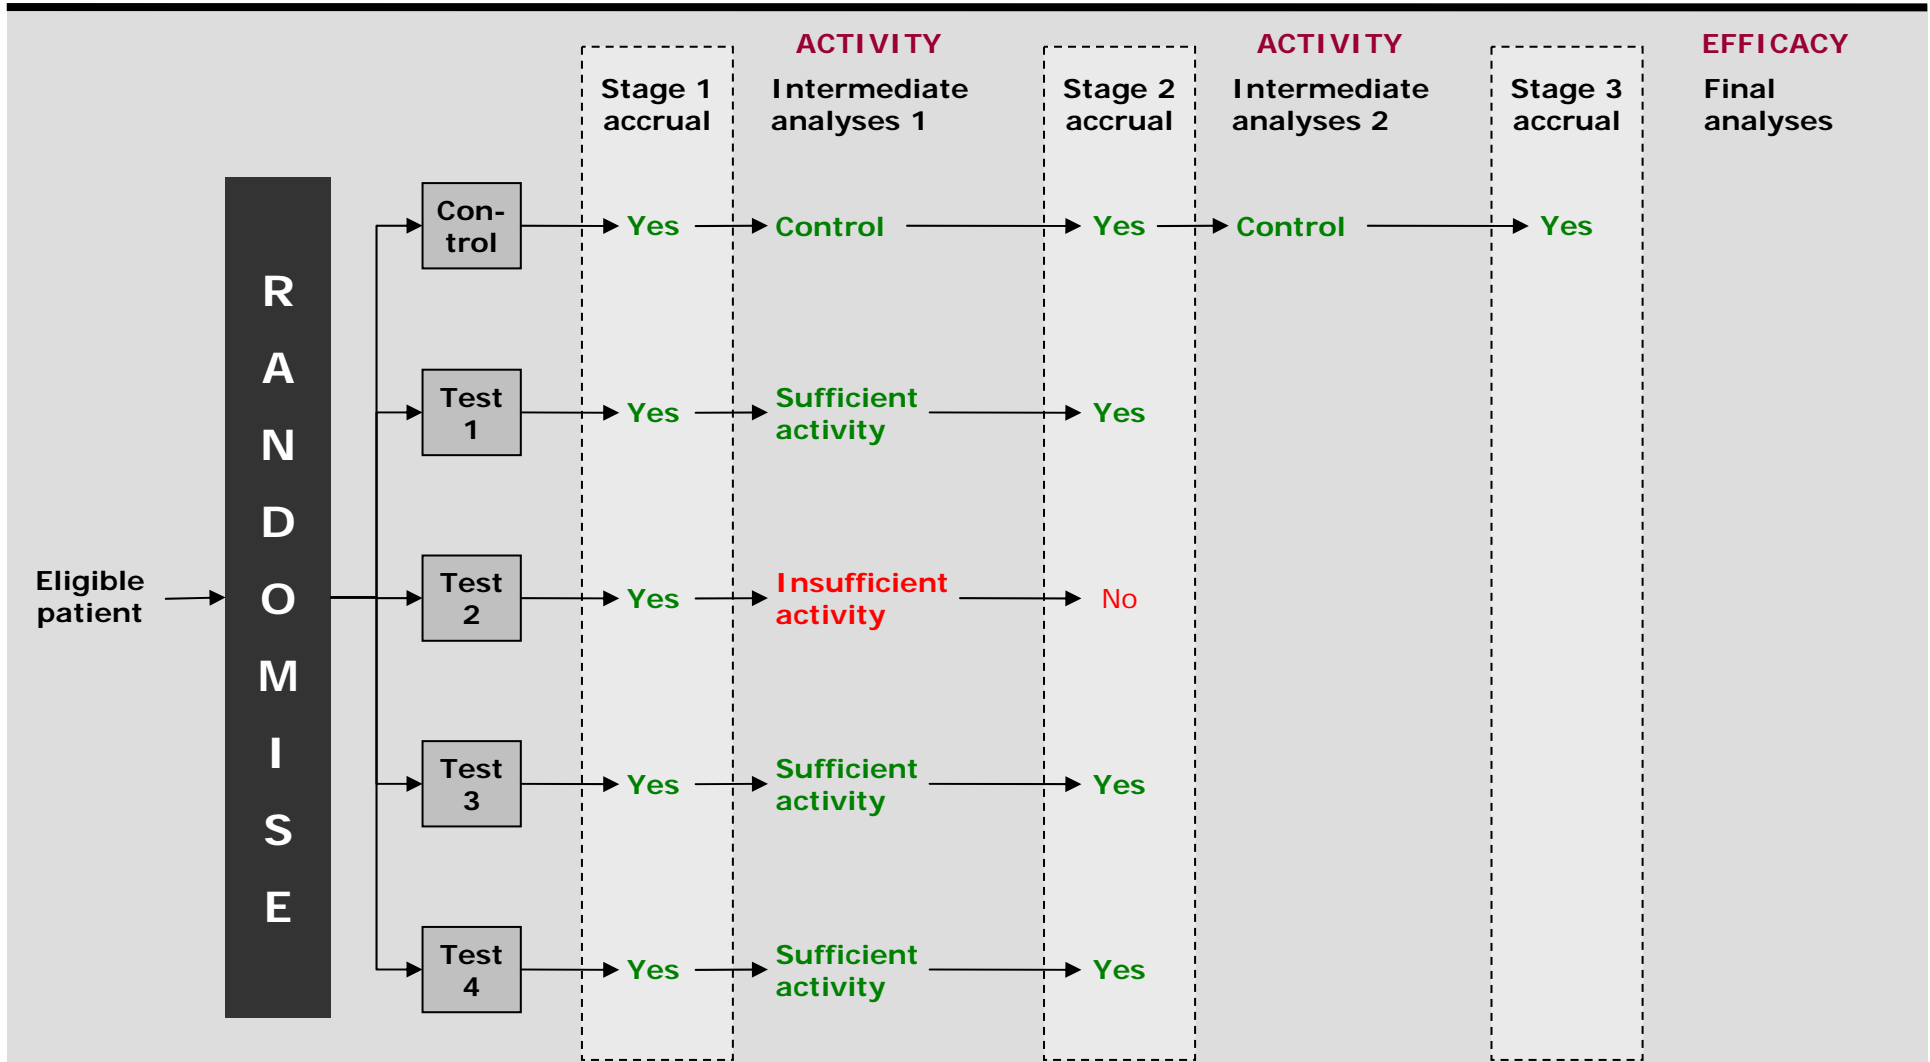 ACTIVITY
ACTIVITY
EFFICACY
Stage 1
accrual
Intermediate
analyses 1
Stage 2
accrual
Intermediate
analyses 2
Stage 3
accrual
Final
analyses
Eligible
patient
R
A
N
D
O
M
I
S
E
Con-
trol
Yes
Control
Yes
Control
Yes
Test
1
Yes
Sufficient
activity
Yes
Test
2
Yes
Insufficient
activity
No
Test
3
Yes
Sufficient
activity
Yes
Test
4
Yes
Sufficient
activity
Yes